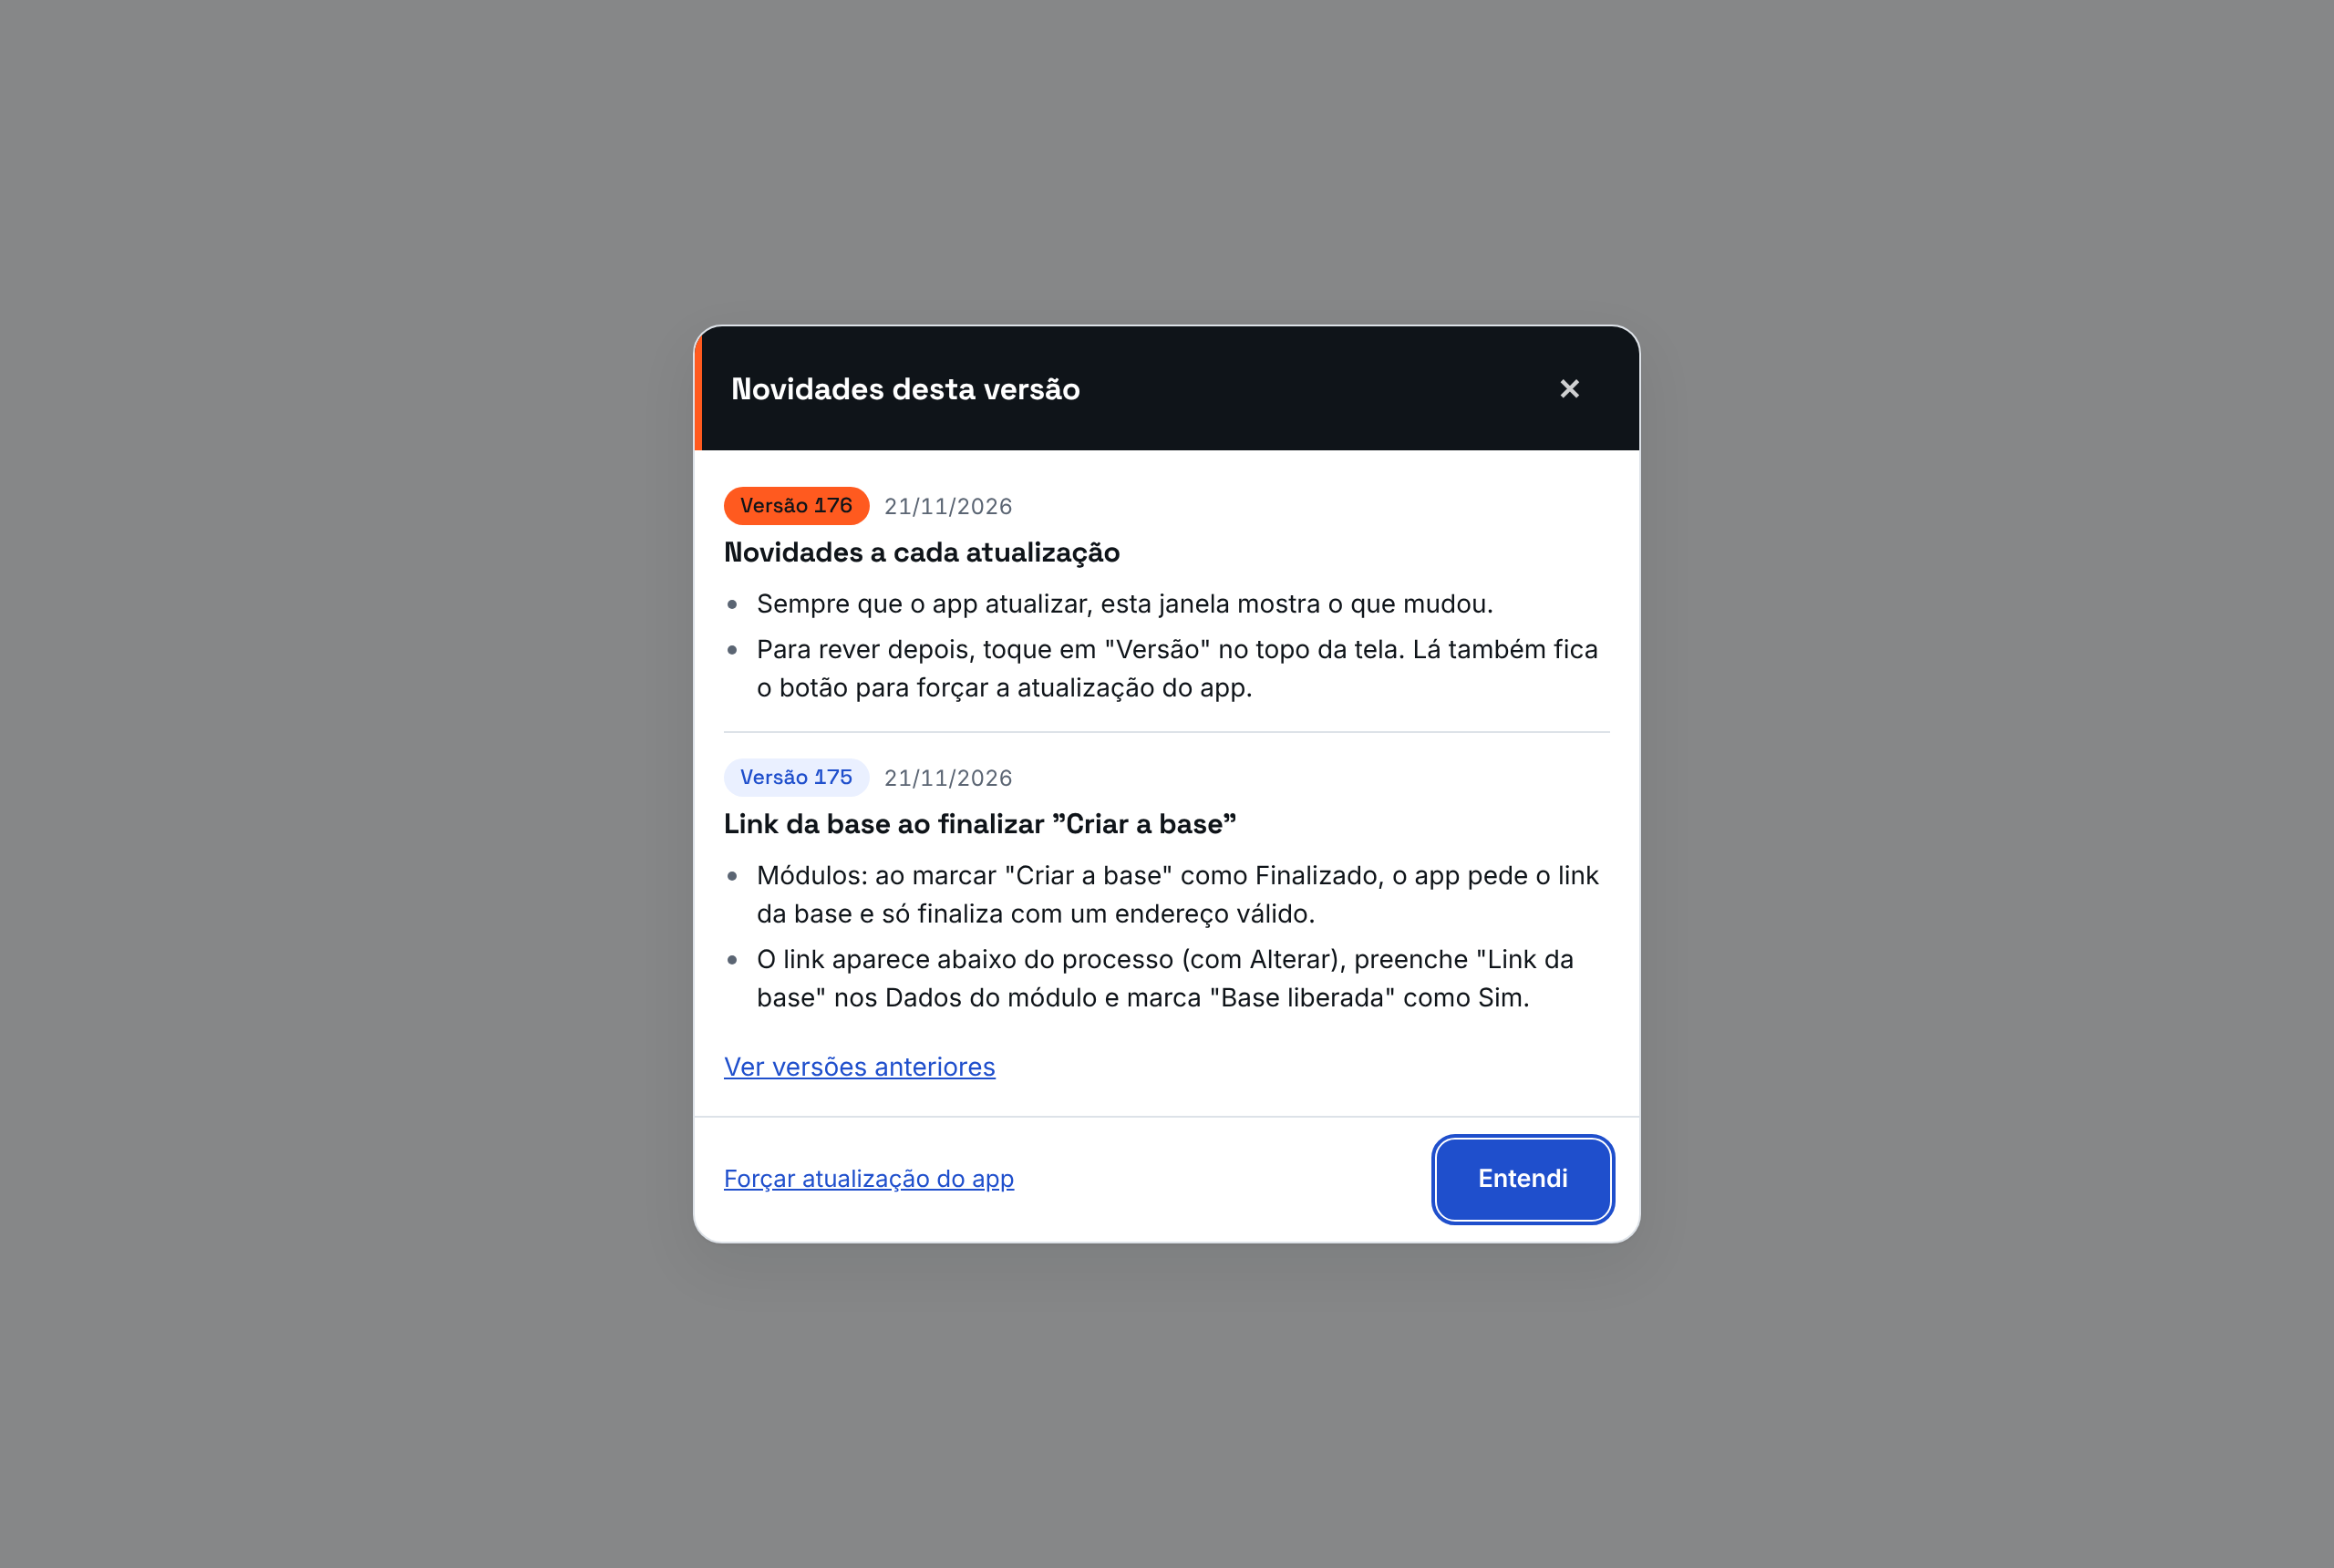 Novidades desta versão
Versão 176 21/11/2026
Novidades a cada atualização
Sempre que o app atualizar, esta janela mostra o que mudou.
Para rever depois, toque em "Versão" no topo da tela. Lá também fica
o botão para forçar a atualização do app.
Versão 175 21/11/2026
Link da base ao finalizar "Criar a base"
Módulos: ao marcar "Criar a base" como Finalizado, o app pede o link
da base e só finaliza com um endereço válido.
O link aparece abaixo do processo (com Alterar), preenche "Link da
base" nos Dados do módulo e marca "Base liberada" como Sim.
Ver versões anteriores
Forçar atualização do app
Entendi